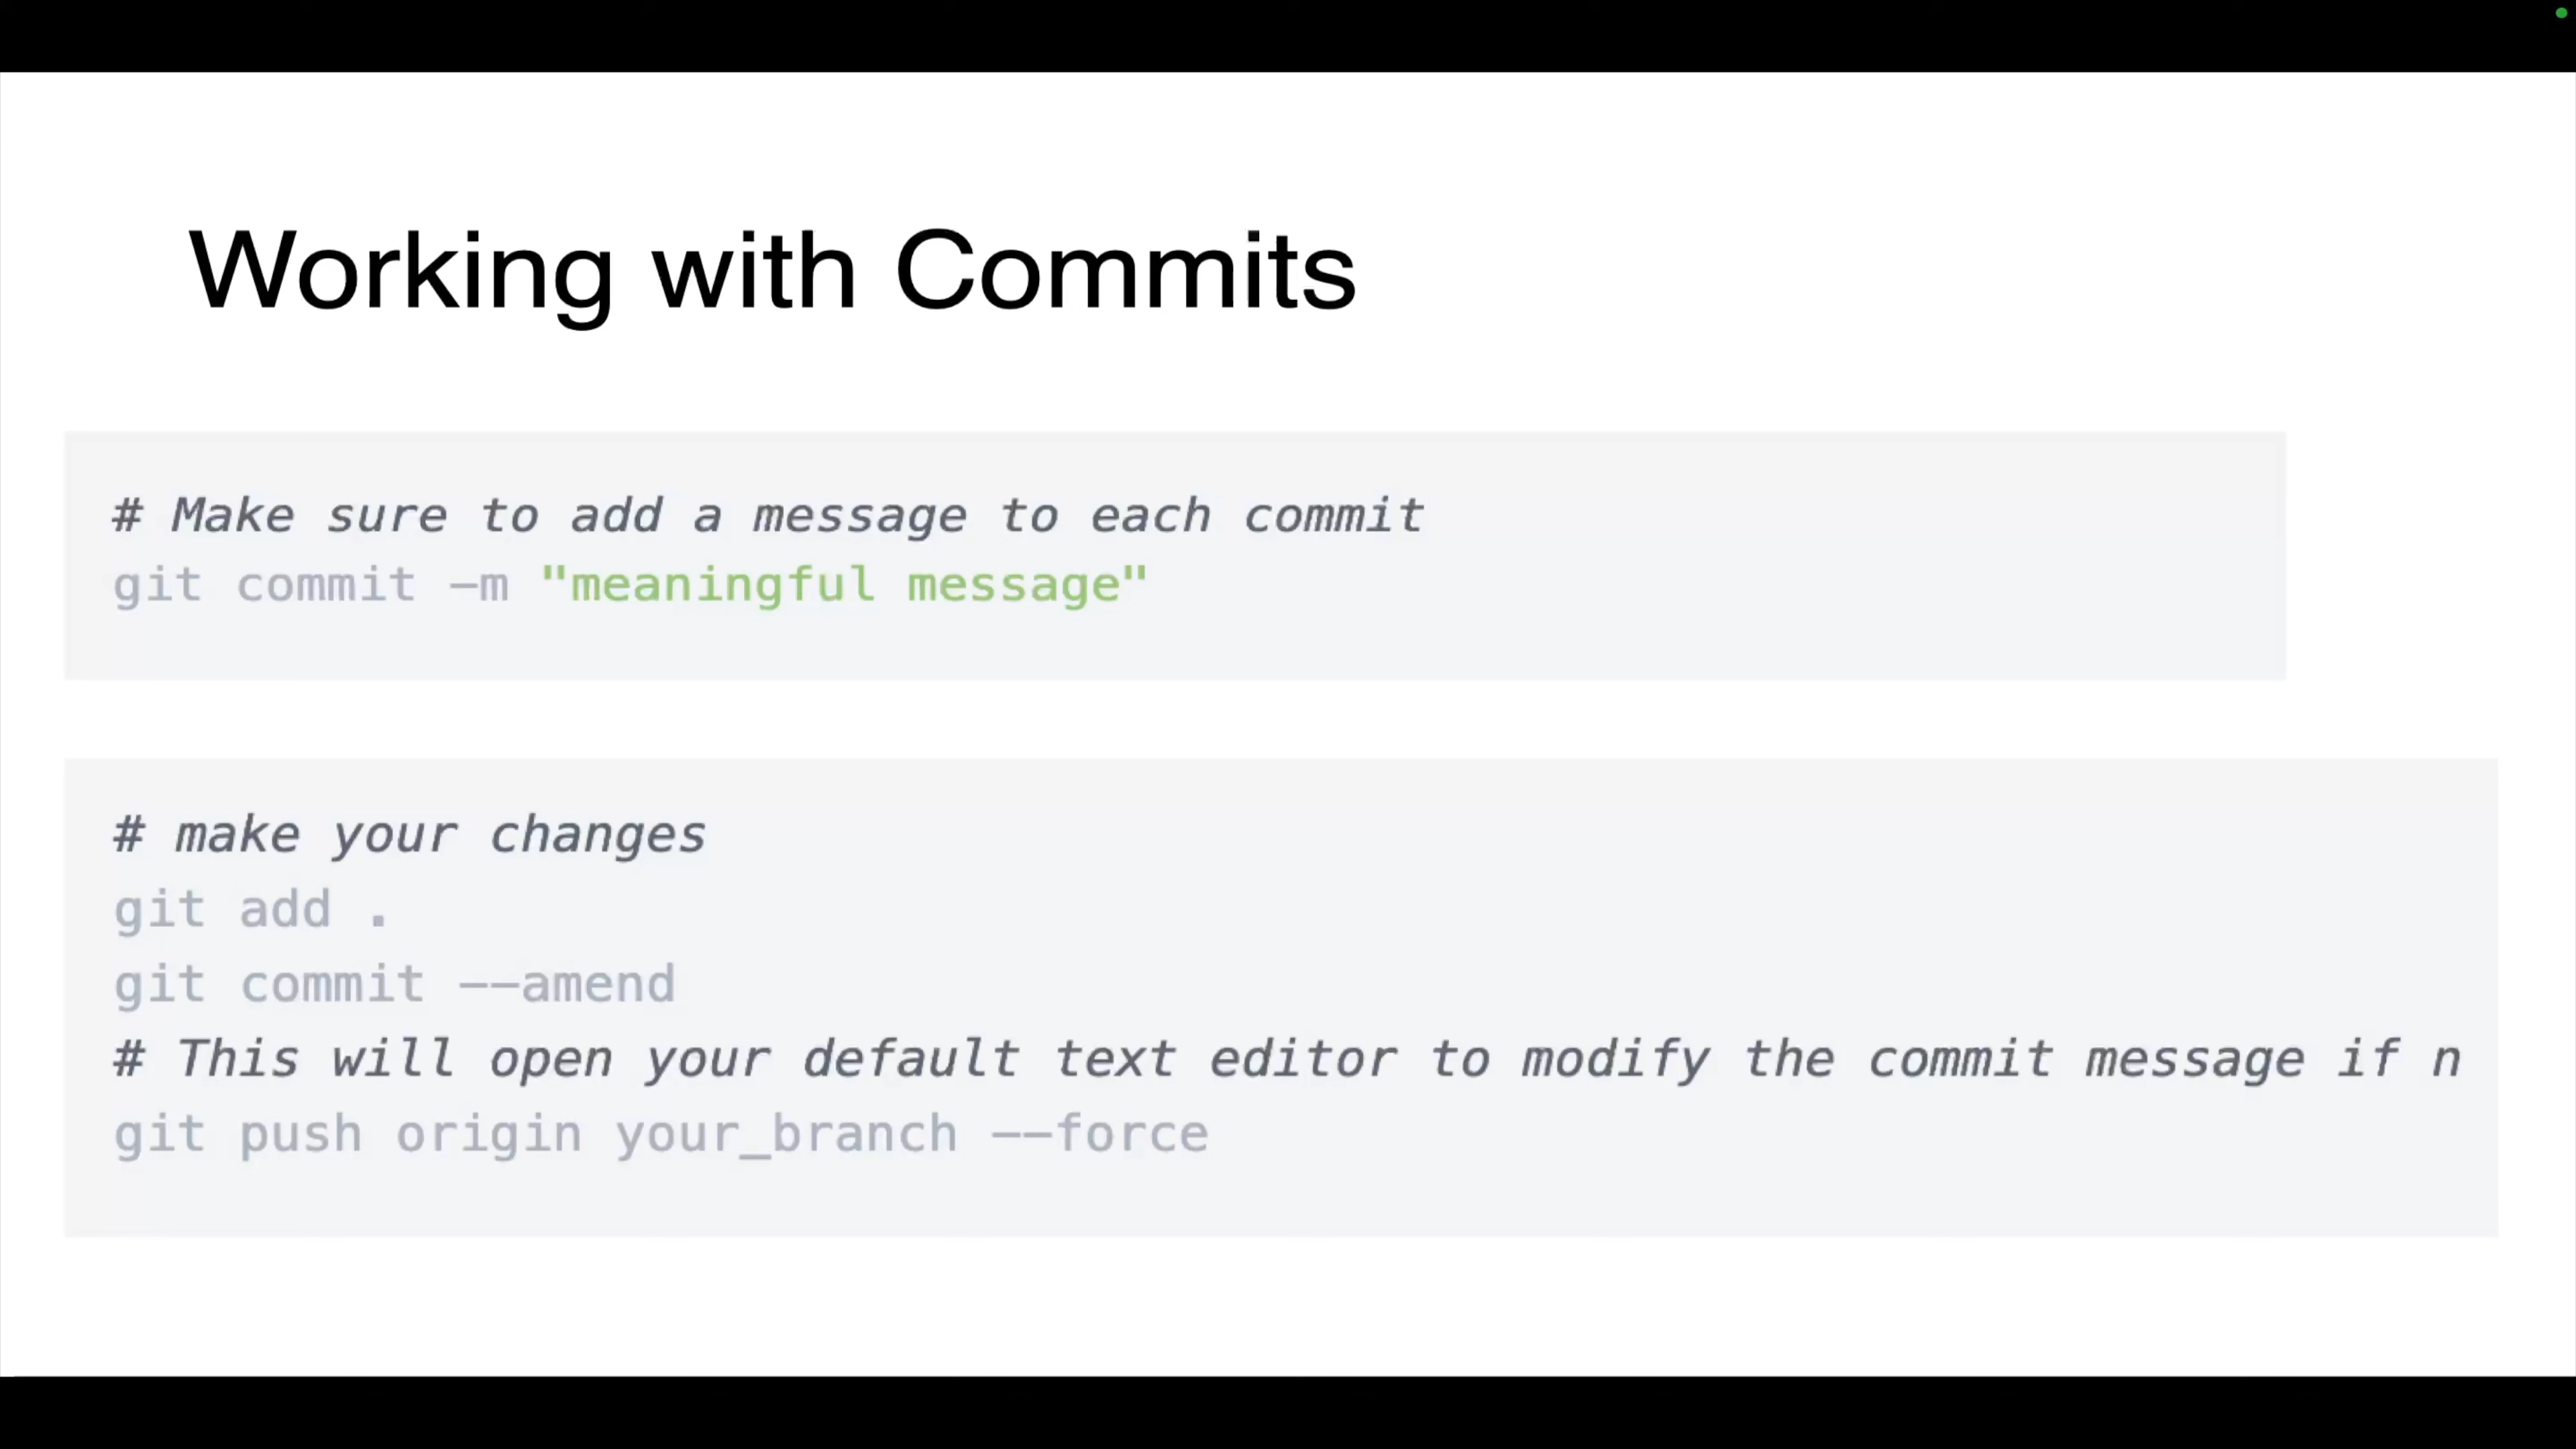 Working with Commits
# Make sure to add a message to each commit
git commit -m "meaningful message"
# make your changes
git add .
git commit --amend
# This will open your default text editor to modify the commit message if n
git push origin your_branch --force